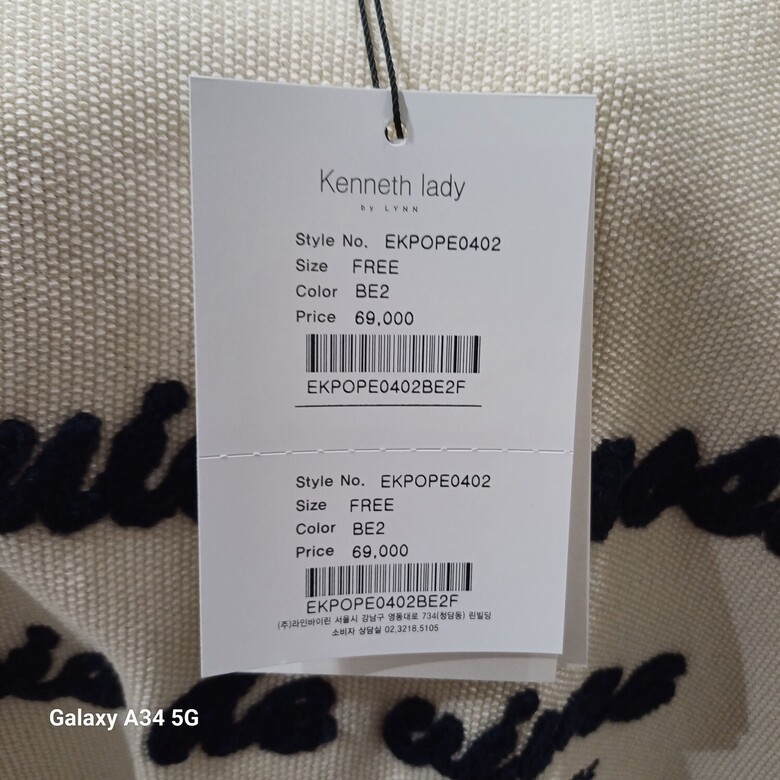 Kenneth lady
by LYNN
Style No. EKPOPE0402
Size FREE
Color BE2
Price 69,000
EKPOPE0402BE2F
Style No. EKPOPE0402
Size FREE
Color BE2
Price 69,000
EKPOPE0402BE2F
(주)라인바이린 서울시 강남구 영동대로 734(청담동) 린빌딩
소비자 상담실 02.3218.5105
Galaxy A34 5G